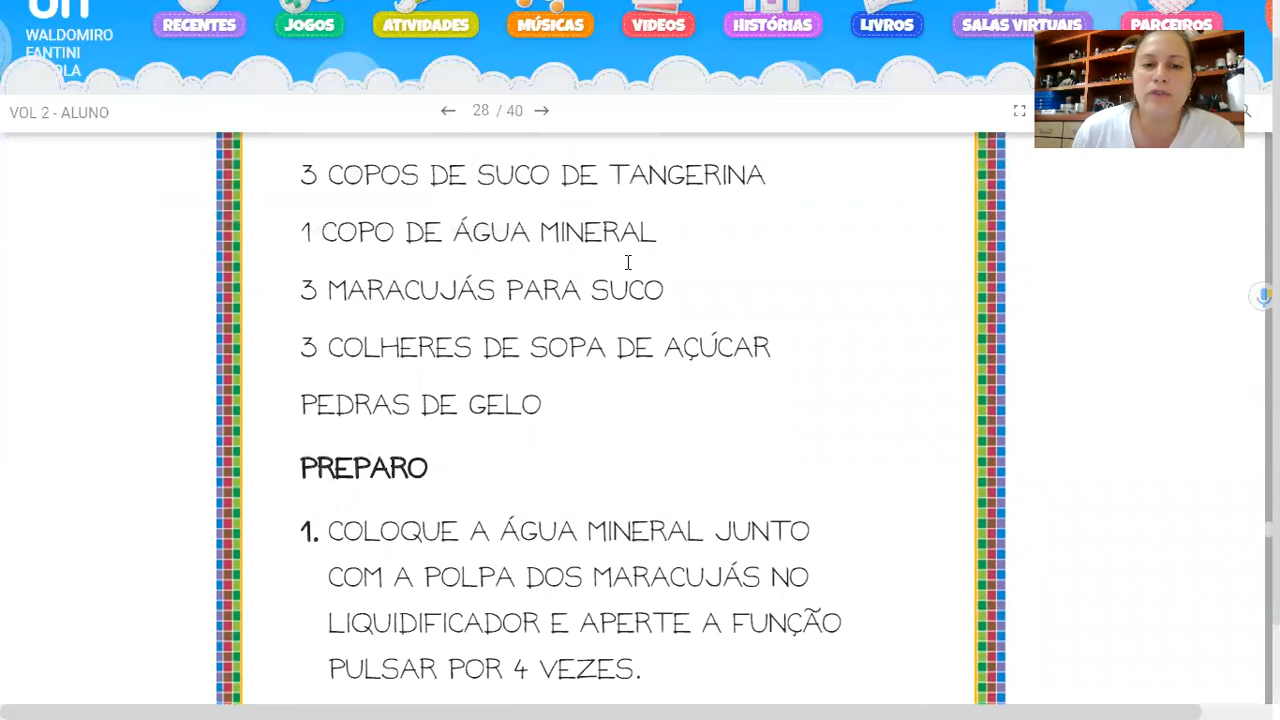 WALDOMIRO
FANTINI
RECENTES
JOGOS
ATIVIDADES
MÚSICAS
VIDEOS
HISTÓRIAS
LIVROS
SALAS VIRTUAIS
PARCEIROS
VOL 2 - ALUNO
← 28 / 40 →
3 COPOS DE SUCO DE TANGERINA
1 COPO DE ÁGUA MINERAL
3 MARACUJÁS PARA SUCO
3 COLHERES DE SOPA DE AÇÚCAR
PEDRAS DE GELO
PREPARO
1. COLOQUE A ÁGUA MINERAL JUNTO
COM A POLPA DOS MARACUJÁS NO
LIQUIDIFICADOR E APERTE A FUNÇÃO
PULSAR POR 4 VEZES.